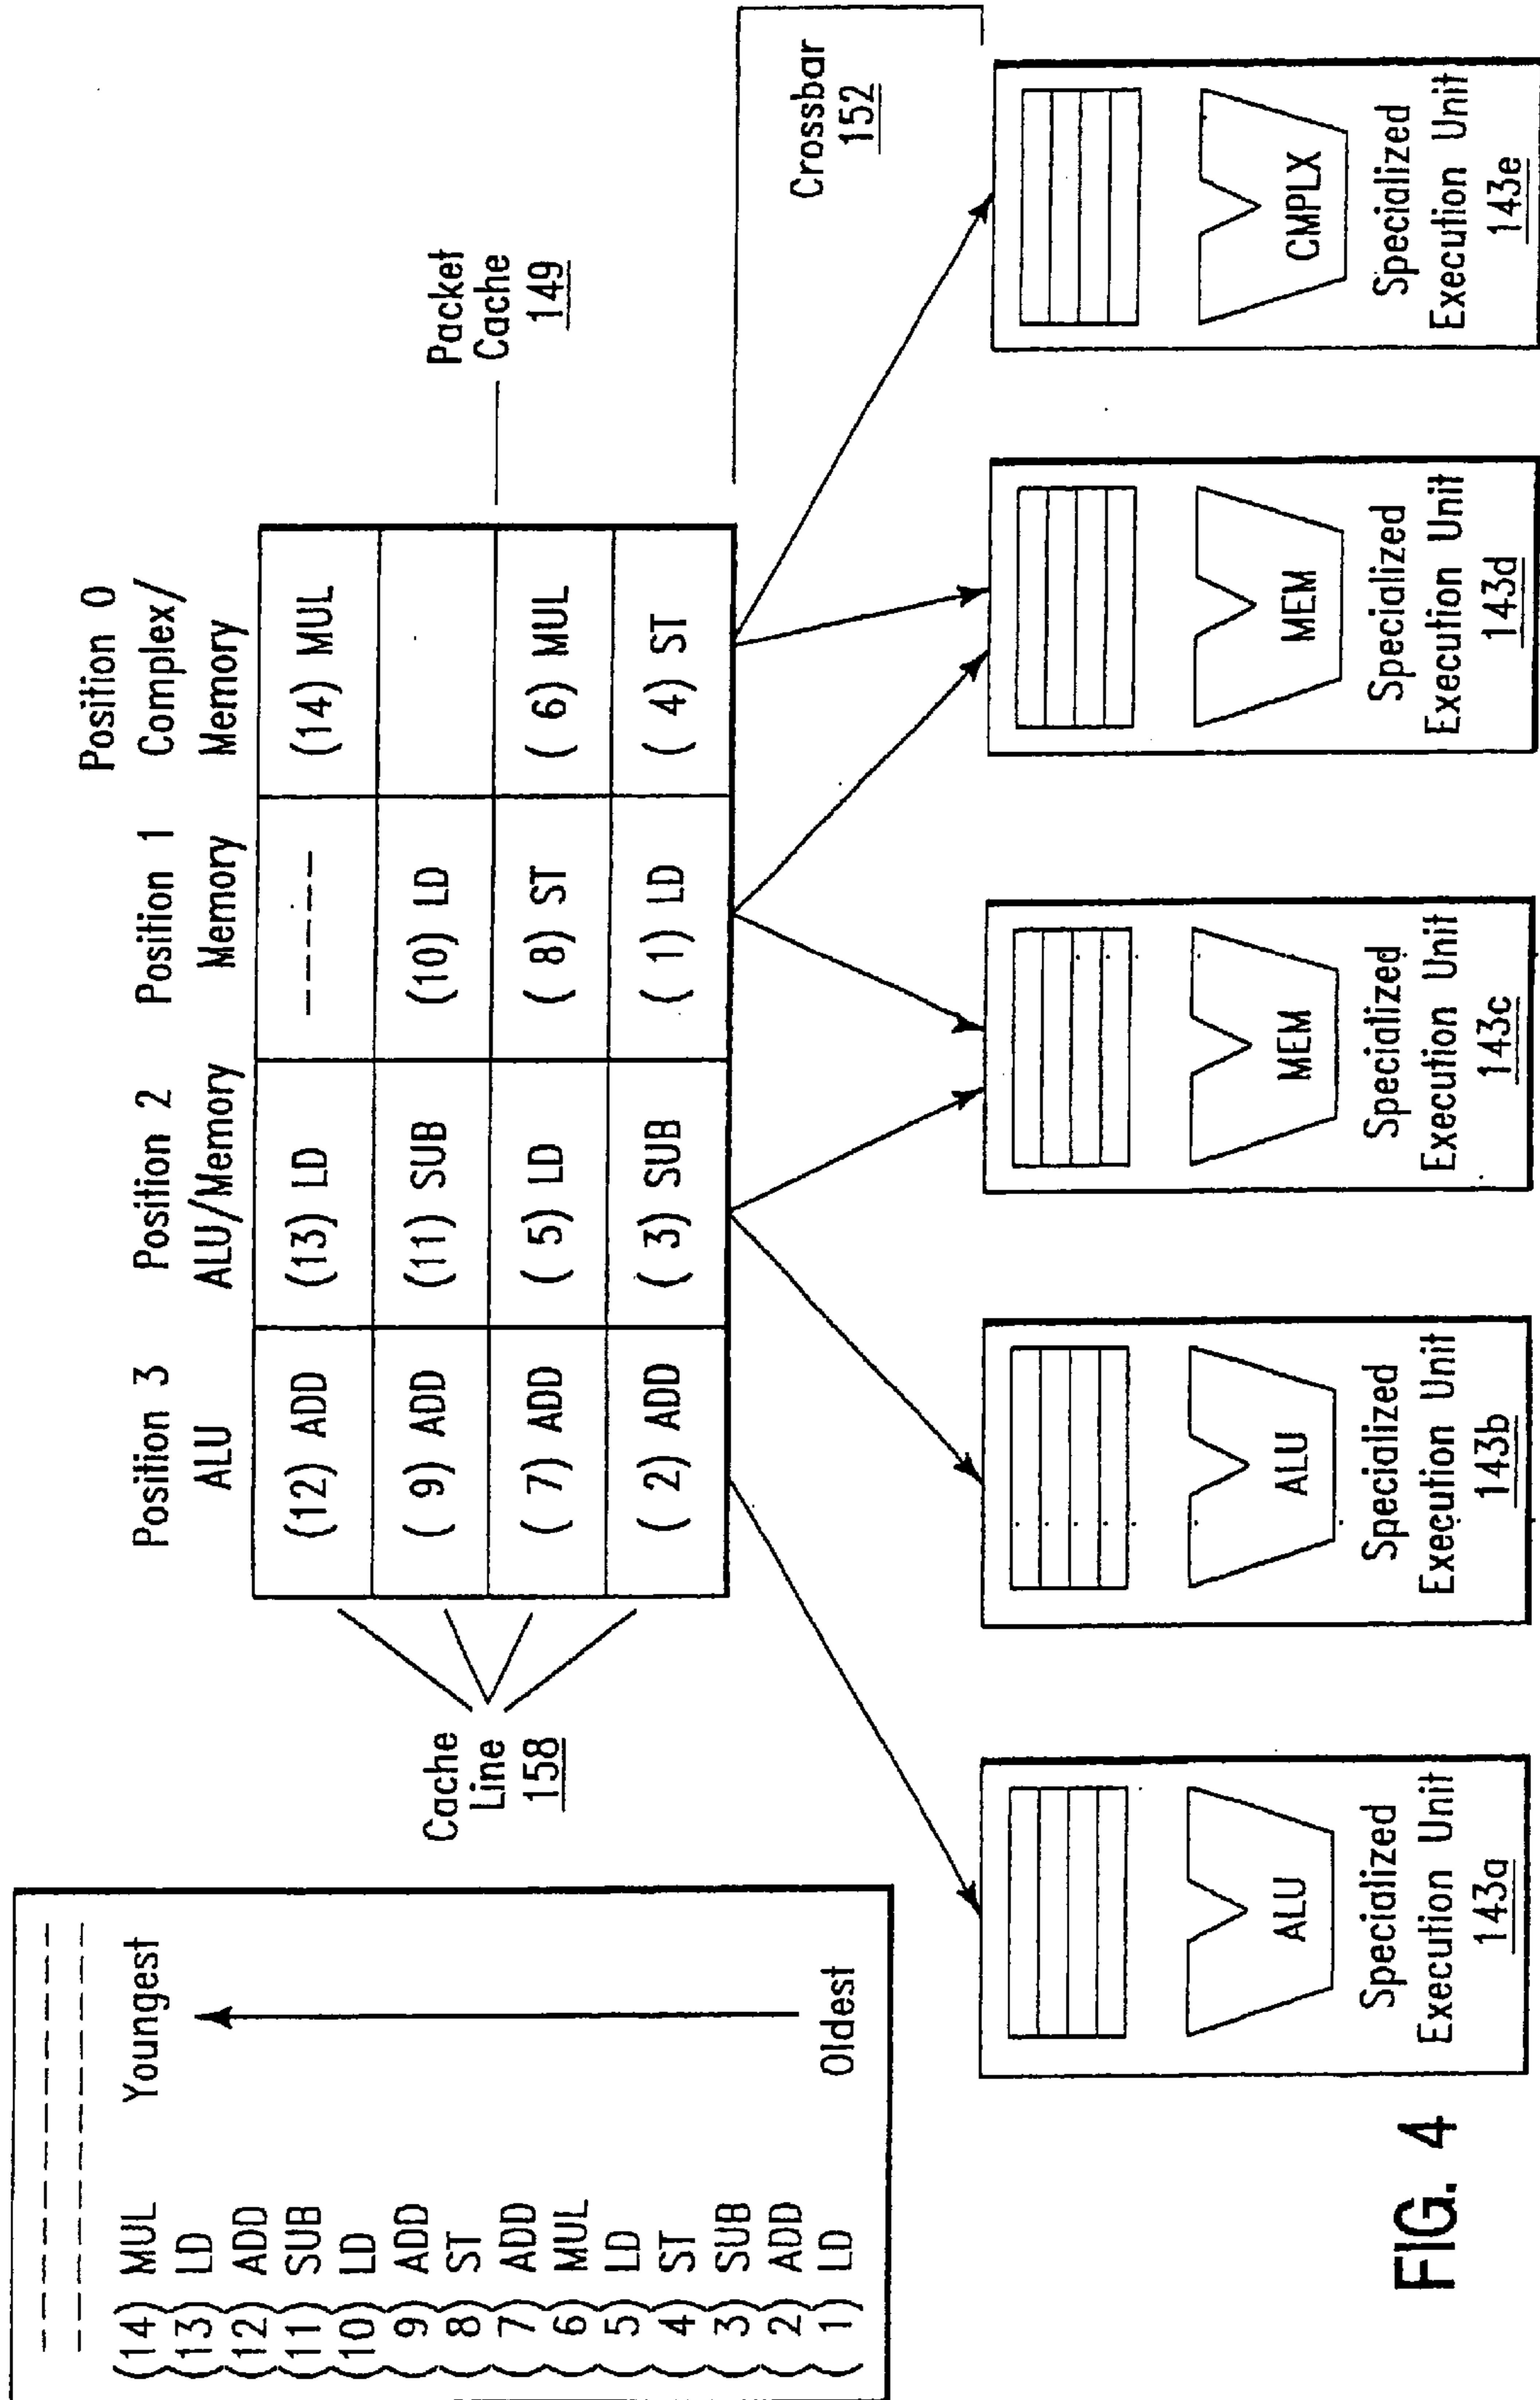 (14) MUL Youngest
(13) LD
(12) ADD
(11) SUB
(10) LD
( 9) ADD
( 8) ST
( 7) ADD
( 6) MUL
( 5) LD
( 4) ST
( 3) SUB
( 2) ADD
( 1) LD Oldest
Position 3 Position 2 Position 1 Position 0
ALU ALU/Memory Memory Complex/
Memory
(12) ADD (13) LD ----- (14) MUL
( 9) ADD (11) SUB (10) LD
( 7) ADD ( 5) LD ( 8) ST ( 6) MUL
( 2) ADD ( 3) SUB ( 1) LD ( 4) ST
Cache
Line
158
Packet
Cache
149
Crossbar
152
ALU
Specialized
Execution Unit
143a
ALU
Specialized
Execution Unit
143b
MEM
Specialized
Execution Unit
143c
MEM
Specialized
Execution Unit
143d
CMPLX
Specialized
Execution Unit
143e
FIG. 4